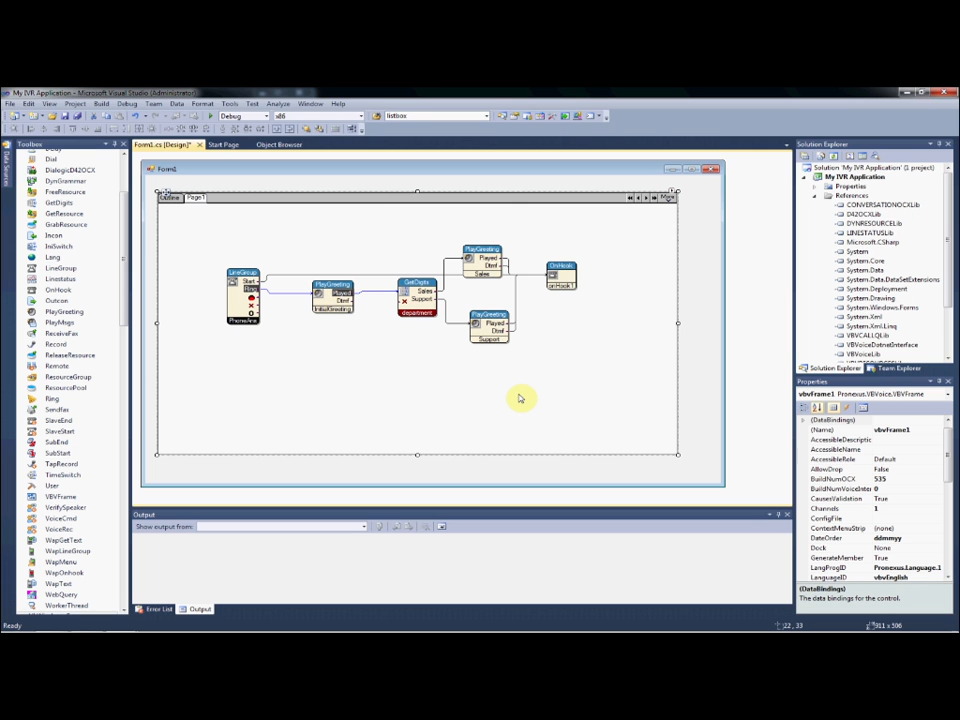 My IVR Application - Microsoft Visual Studio (Administrator)
File Edit View Project Build Debug Team Data Format Tools Test Analyze Window Help
Debug x86 listbox
Toolbox
Form1.cs [Design]* Start Page Object Browser
Solution Explorer
Data Sources
Dial
DialogicD42OCX
DynGrammar
FreeResource
GetDigits
GetResource
GrabResource
Incon
IniSwitch
Lang
LineGroup
Linestatus
OnHook
Outcon
PlayGreeting
PlayMsgs
ReceiveFax
Record
ReleaseResource
Remote
ResourceGroup
ResourcePool
Ring
Sendfax
SlaveEnd
SlaveStart
SubEnd
SubStart
TapRecord
TimeSwitch
User
VBVFrame
VerifySpeaker
VoiceCmd
VoiceRec
WapGetText
WapLineGroup
WapMenu
WapOnhook
WapText
WebQuery
WorkerThread
Form1
Page1
More
LineGroup
Start
Ring
PlayGreeting
Played
Dtmf
InitialGreeting
GetDigits
Sales
Support
department
PlayGreeting
Played
Dtmf
Sales
PlayGreeting
Played
Dtmf
Support
OnHook
onHook1
Output
Show output from:
Error List Output
Solution 'My IVR Application' (1 project)
My IVR Application
Properties
References
CONVERSATIONOCXLib
D42OCXLib
DYNRESOURCELib
LINESTATUSLib
Microsoft.CSharp
System
System.Core
System.Data
System.Data.DataSetExtensions
System.Deployment
System.Drawing
System.Windows.Forms
System.Xml
System.Xml.Linq
VBVCALLQLib
VBVoiceDotnetInterface
VBVoiceLib
Solution Explorer Team Explorer
Properties
vbvFrame1 Pronexus.VBVoice.VBVFrame
(DataBindings)
(Name) vbvFrame1
AccessibleDescriptic
AccessibleName
AccessibleRole Default
AllowDrop False
BuildNumOCX 535
BuildNumVoiceInter 0
CausesValidation True
Channels 1
ConfigFile
ContextMenuStrip (none)
DateOrder ddmmyy
Dock None
GenerateMember True
LangProgID Pronexus.Language.1
LanguageID vbvEnglish
(DataBindings)
The data bindings for the control.
Ready 22 , 33 911 x 506